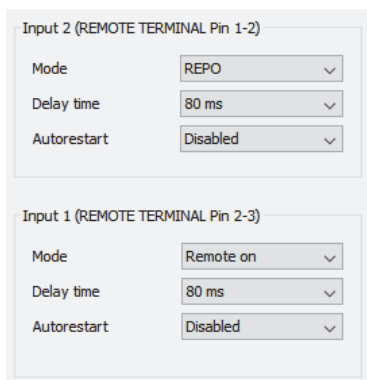 Input 2 (REMOTE TERMINAL Pin 1-2)
Mode REPO
Delay time 80 ms
Autorestart Disabled
Input 1 (REMOTE TERMINAL Pin 2-3)
Mode Remote on
Delay time 80 ms
Autorestart Disabled